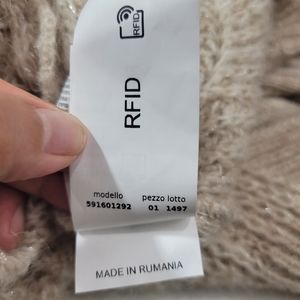 RFID
RFID
modello pezzo lotto
591601292 01 1497
MADE IN RUMANIA